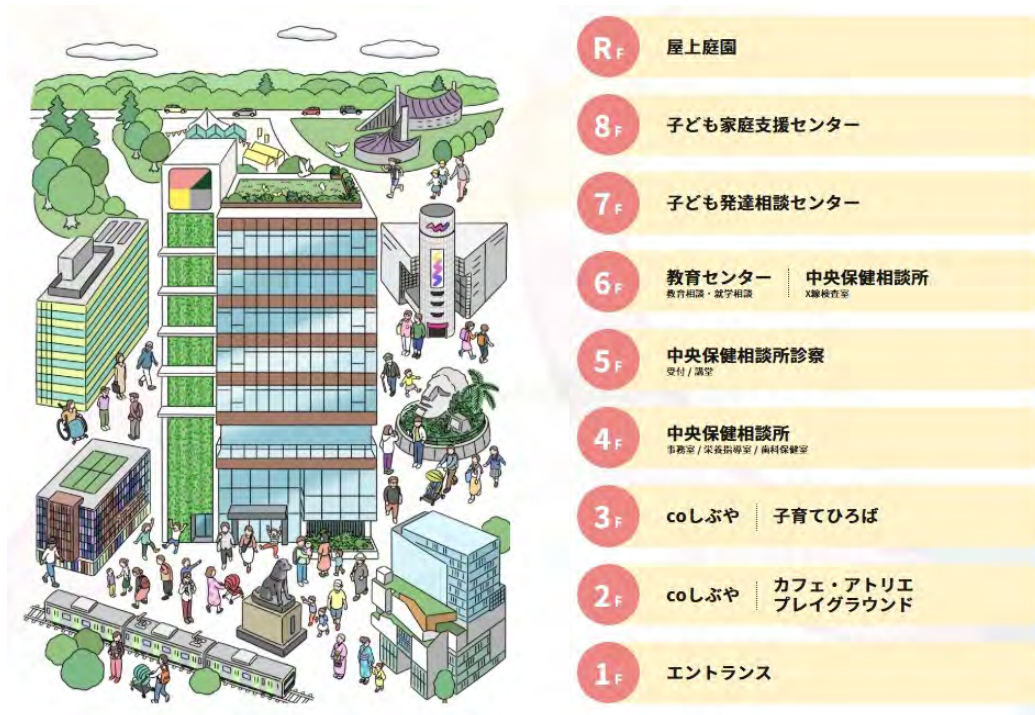 RF
屋上庭園
8F
子ども家庭支援センター
7F
子ども発達相談センター
6F
教育センター
教育相談・就学相談
中央保健相談所
X線検査室
5F
中央保健相談所診察
受付 / 講堂
4F
中央保健相談所
事務室 / 栄養指導室 / 歯科保健室
3F
coしぶや
子育てひろば
2F
coしぶや
カフェ・アトリエ
プレイグラウンド
1F
エントランス